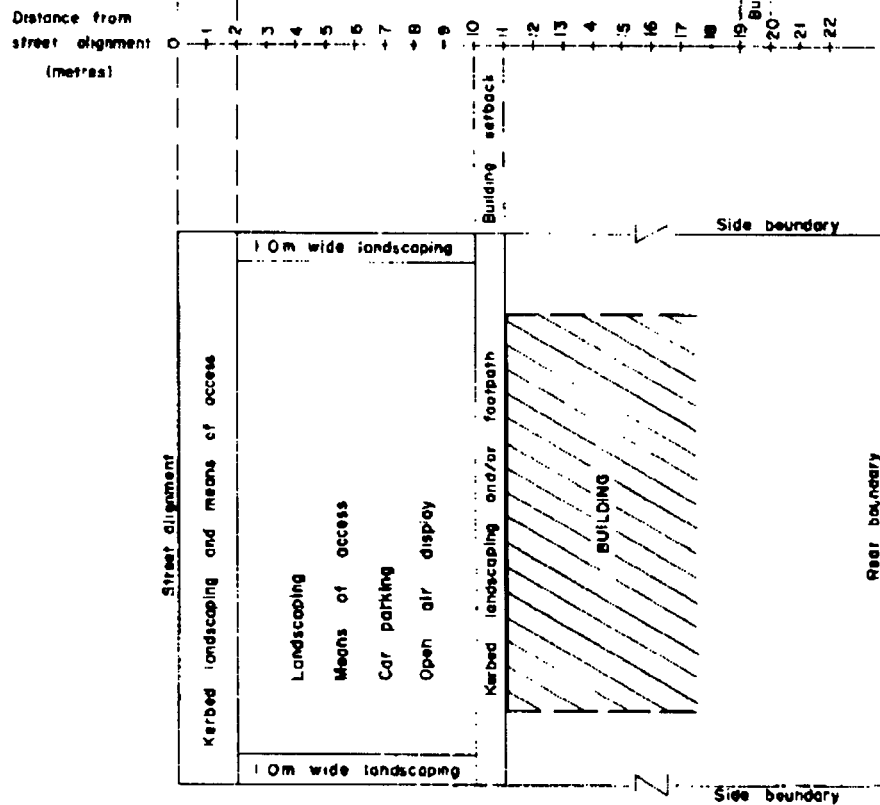 Distance from
street alignment
(metres)
0 1 2 3 4 5 6 7 8 9 10 11 12 13 14 15 16 17 18 19 20 21 22
Building setback
Side boundary
1 0m wide landscaping
Street alignment
Kerbed landscaping and means of access
Landscaping
Means of access
Car parking
Open air display
Kerbed landscaping and/or footpath
BUILDING
Rear boundary
1 0m wide landscaping
Side boundary